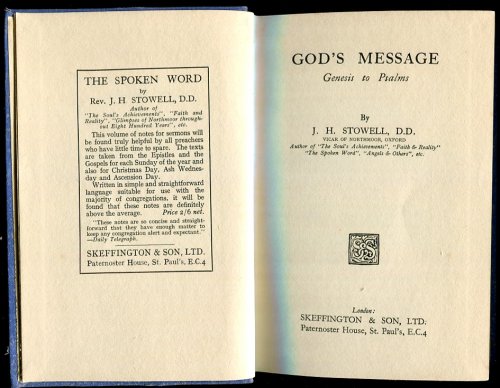 THE SPOKEN WORD
by
Rev. J. H. STOWELL, D.D.
Author of
"The Soul's Achievements", "Faith and
Reality", "Glimpses of Northmoor through-
out Eight Hundred Years", etc.
This volume of notes for sermons will
be found truly helpful by all preachers
who have little time to spare. The texts
are taken from the Epistles and the
Gospels for each Sunday of the year and
also for Christmas Day, Ash Wednes-
day and Ascension Day.
Written in simple and straightforward
language suitable for use with the
majority of congregations, it will be
found that these notes are definitely
above the average. Price 2/6 net.
"These notes are so concise and straight-
forward that they have enough matter to
keep any congregation alert and expectant."
—Daily Telegraph.
SKEFFINGTON & SON, LTD.
Paternoster House, St. Paul's, E.C.4
GOD'S MESSAGE
Genesis to Psalms
By
J. H. STOWELL, D.D.
VICAR OF NORTHMOOR, OXFORD
Author of "The Soul's Achievements", "Faith & Reality"
"The Spoken Word", "Angels & Others", etc.
SS
London:
SKEFFINGTON & SON, LTD.
Paternoster House, St. Paul's, E.C.4